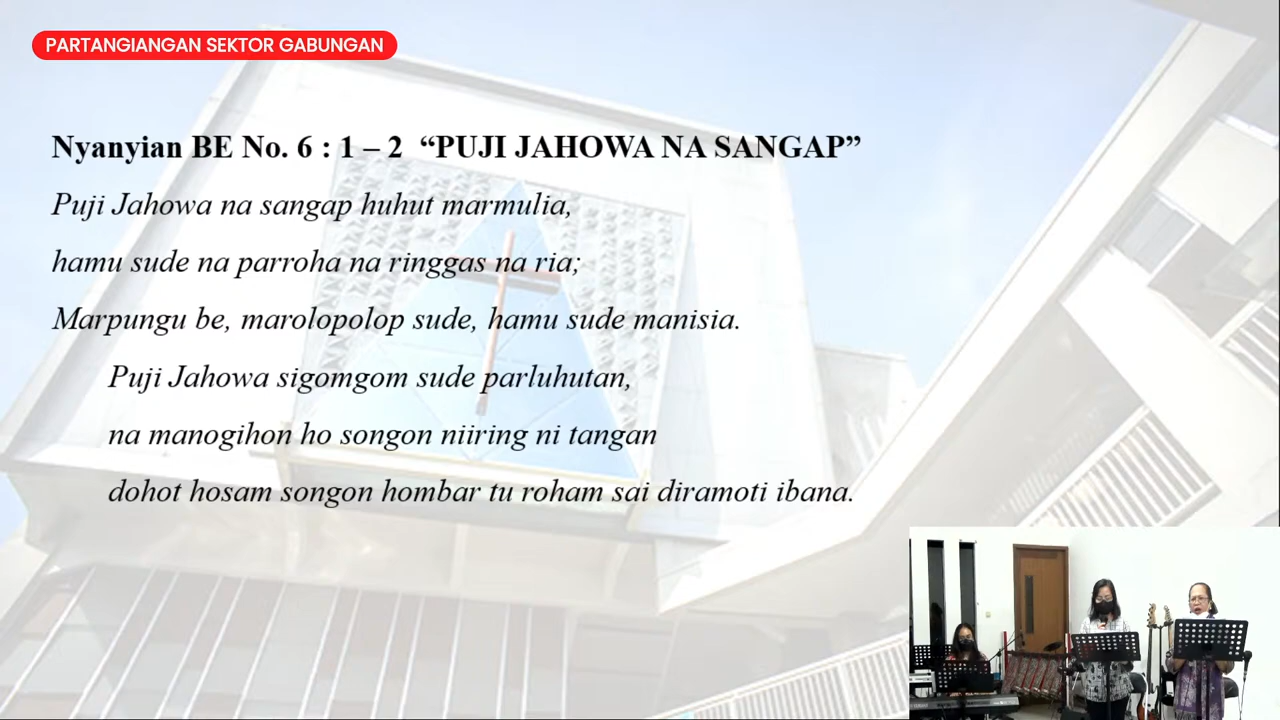 PARTANGIANGAN SEKTOR GABUNGAN
Nyanyian BE No. 6 : 1 – 2 “PUJI JAHOWA NA SANGAP”
Puji Jahowa na sangap huhut marmulia,
hamu sude na parroha na ringgas na ria;
Marpungu be, marolopolop sude, hamu sude manisia.
Puji Jahowa sigomgom sude parluhutan,
na manogihon ho songon niiring ni tangan
dohot hosam songon hombar tu roham sai diramoti ibana.